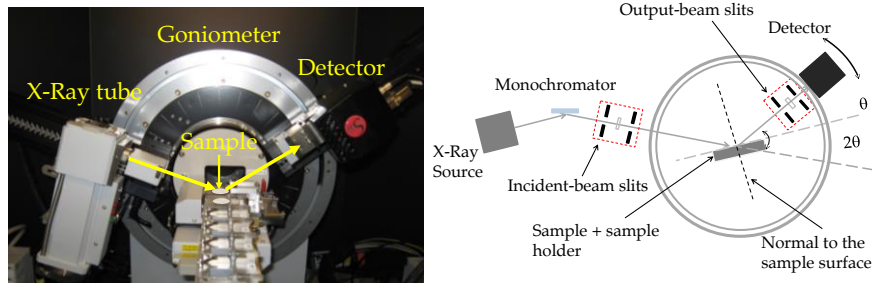 Goniometer
Detector
X-Ray tube
Sample
Output-beam slits
Detector
Monochromator
θ
2θ
X-Ray
Source
Incident-beam slits
Sample + sample
holder
Normal to the
sample surface